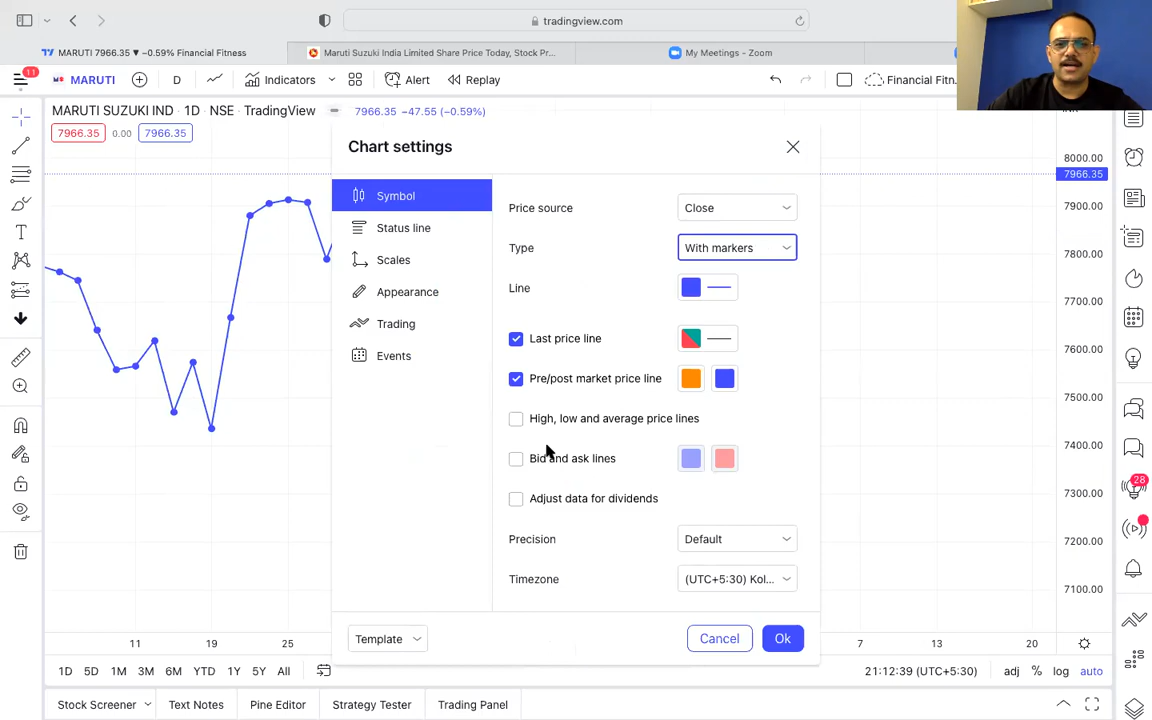 tradingview.com
MARUTI 7966.35 ▼ −0.59% Financial Fitness
Maruti Suzuki India Limited Share Price Today, Stock Pr...
My Meetings - Zoom
11
MARUTI
D
Indicators
Alert
Replay
Financial Fitn...
MARUTI SUZUKI IND · 1D · NSE · TradingView
7966.35 −47.55 (−0.59%)
7966.35
0.00
7966.35
Chart settings
Symbol
Status line
Scales
Appearance
Trading
Events
Price source
Close
Type
With markers
Line
Last price line
Pre/post market price line
High, low and average price lines
Bid and ask lines
Adjust data for dividends
Precision
Default
Timezone
(UTC+5:30) Kol...
Template
Cancel
Ok
8000.00
7966.35
7900.00
7800.00
7700.00
7600.00
7500.00
7400.00
7300.00
7200.00
7100.00
28
11
19
25
7
13
20
1D
5D
1M
3M
6M
YTD
1Y
5Y
All
21:12:39 (UTC+5:30)
adj
%
log
auto
Stock Screener
Text Notes
Pine Editor
Strategy Tester
Trading Panel